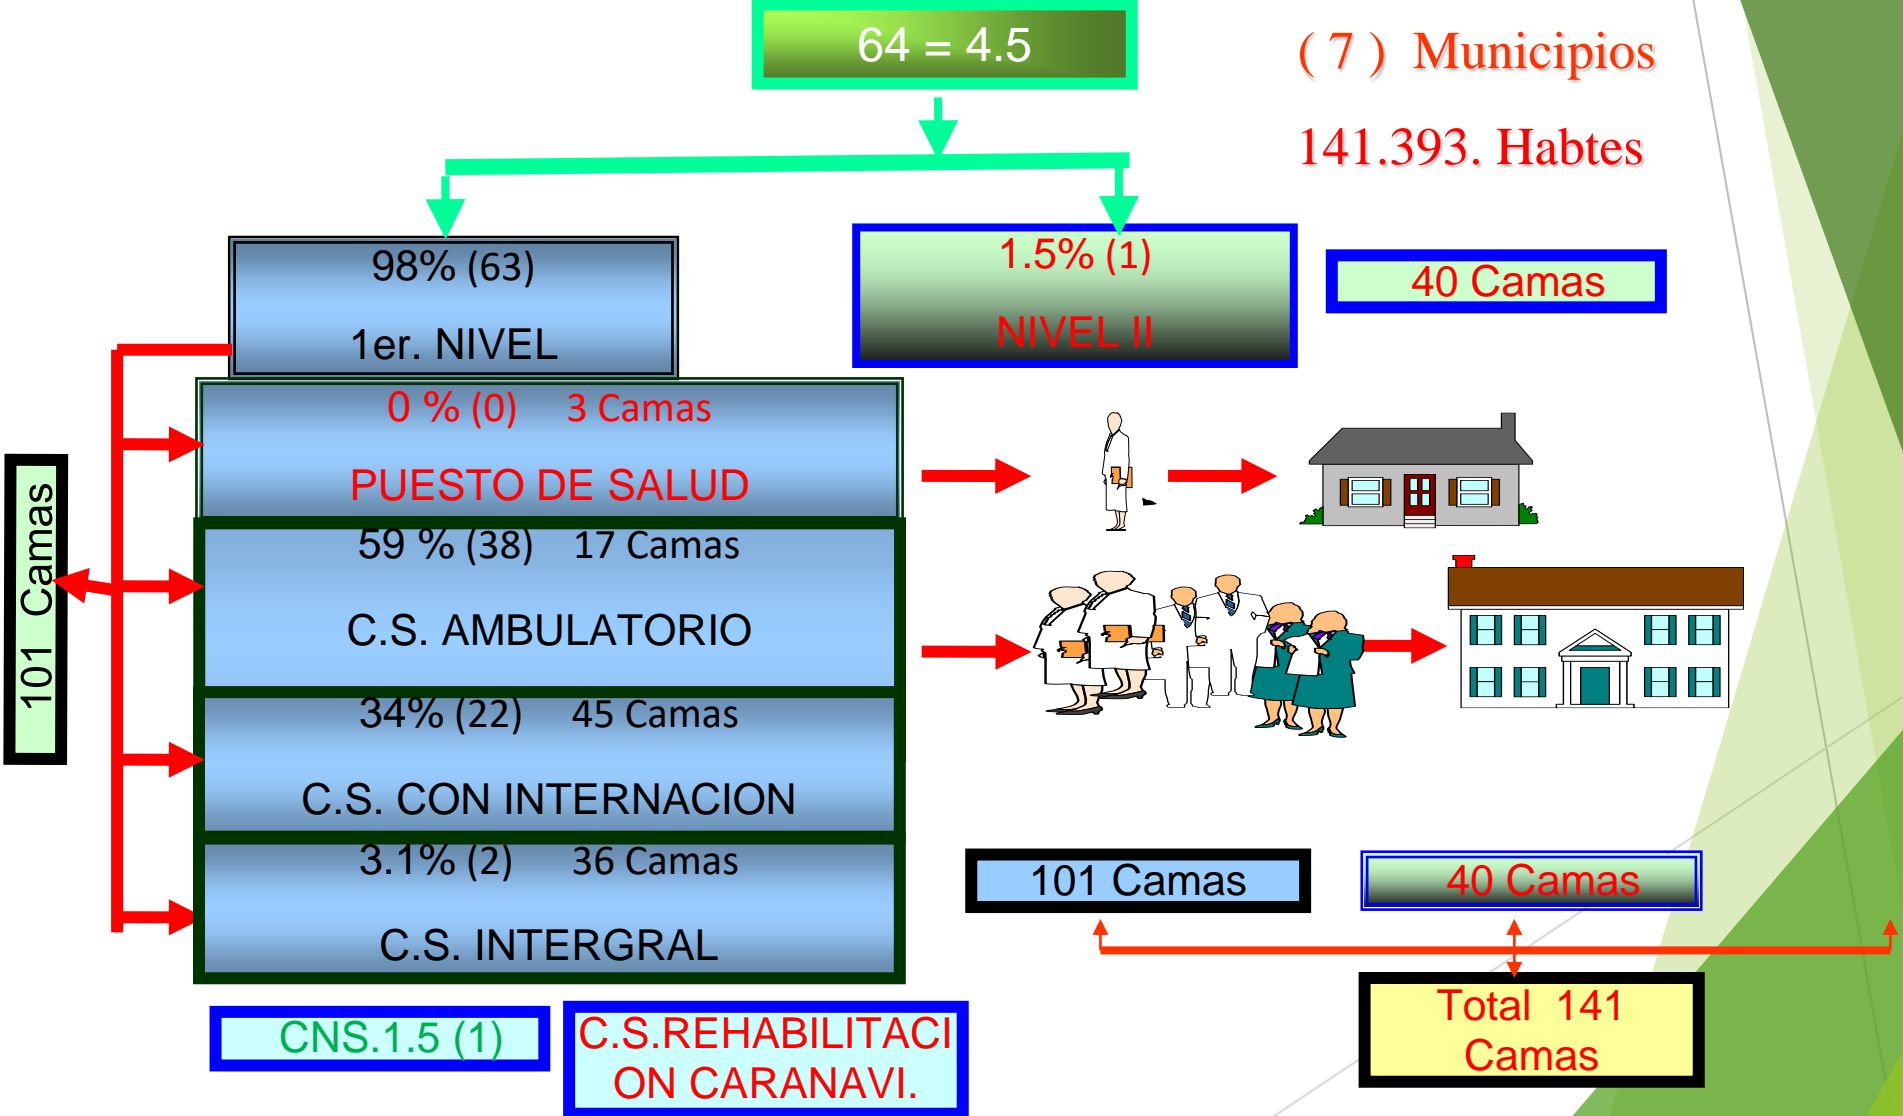 64 = 4.5
( 7 ) Municipios
141.393. Habtes
98% (63)
1er. NIVEL
1.5% (1)
NIVEL II
40 Camas
0 % (0) 3 Camas
PUESTO DE SALUD
59 % (38) 17 Camas
C.S. AMBULATORIO
34% (22) 45 Camas
C.S. CON INTERNACION
3.1% (2) 36 Camas
C.S. INTERGRAL
101 Camas
101 Camas
40 Camas
Total 141
Camas
CNS.1.5 (1)
C.S.REHABILITACI
ON CARANAVI.